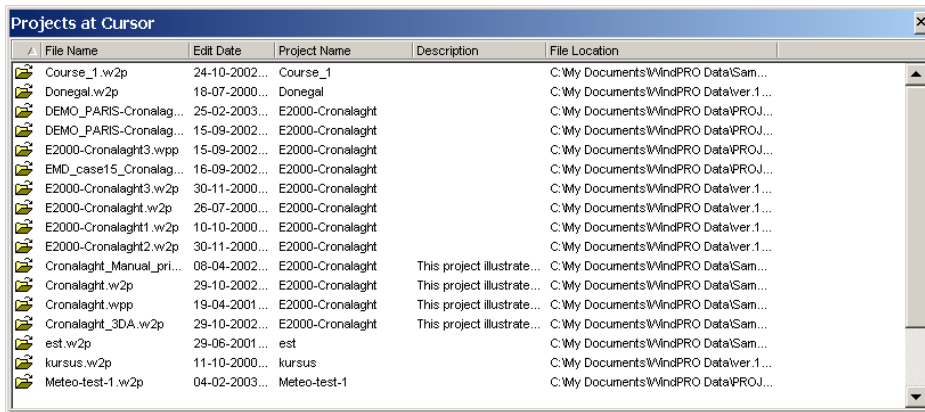 Projects at Cursor
File Name Edit Date Project Name Description File Location
Course_1.w2p 24-10-2002... Course_1 C:\My Documents\WindPRO Data\Sam...
Donegal.w2p 18-07-2000... Donegal C:\My Documents\WindPRO Data\ver.1...
DEMO_PARIS-Cronalag... 25-02-2003... E2000-Cronalaght C:\My Documents\WindPRO Data\PROJ...
DEMO_PARIS-Cronalag... 15-09-2002... E2000-Cronalaght C:\My Documents\WindPRO Data\PROJ...
E2000-Cronalaght3.wpp 15-09-2002... E2000-Cronalaght C:\My Documents\WindPRO Data\PROJ...
EMD_case15_Cronalag... 16-09-2002... E2000-Cronalaght C:\My Documents\WindPRO Data\PROJ...
E2000-Cronalaght3.w2p 30-11-2000... E2000-Cronalaght C:\My Documents\WindPRO Data\ver.1...
E2000-Cronalaght.w2p 26-07-2000... E2000-Cronalaght C:\My Documents\WindPRO Data\ver.1...
E2000-Cronalaght1.w2p 10-10-2000... E2000-Cronalaght C:\My Documents\WindPRO Data\ver.1...
E2000-Cronalaght2.w2p 30-11-2000... E2000-Cronalaght C:\My Documents\WindPRO Data\ver.1...
Cronalaght_Manual_pri... 08-04-2002... E2000-Cronalaght This project illustrate... C:\My Documents\WindPRO Data\Sam...
Cronalaght.w2p 29-10-2002... E2000-Cronalaght This project illustrate... C:\My Documents\WindPRO Data\Sam...
Cronalaght.wpp 19-04-2001... E2000-Cronalaght This project illustrate... C:\My Documents\WindPRO Data\Sam...
Cronalaght_3DA.w2p 29-10-2002... E2000-Cronalaght This project illustrate... C:\My Documents\WindPRO Data\Sam...
est.w2p 29-06-2001... est C:\My Documents\WindPRO Data\Sam...
kursus.w2p 11-10-2000... kursus C:\My Documents\WindPRO Data\ver.1...
Meteo-test-1.w2p 04-02-2003... Meteo-test-1 C:\My Documents\WindPRO Data\PROJ...